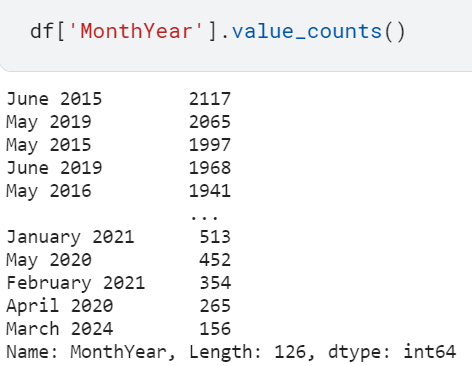 df['MonthYear'].value_counts()
June 2015 2117
May 2019 2065
May 2015 1997
June 2019 1968
May 2016 1941
...
January 2021 513
May 2020 452
February 2021 354
April 2020 265
March 2024 156
Name: MonthYear, Length: 126, dtype: int64